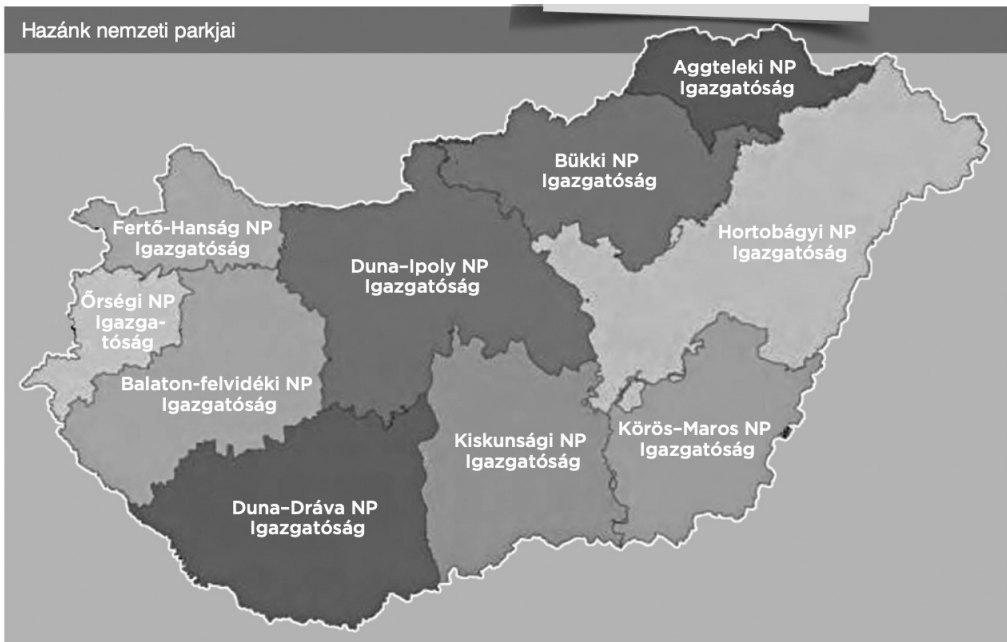 Hazánk nemzeti parkjai
Aggteleki NP
Igazgatóság
Bükki NP
Igazgatóság
Fertő-Hanság NP
Igazgatóság
Hortobágyi NP
Igazgatóság
Duna–Ipoly NP
Igazgatóság
Őrségi NP
Igazga-
tóság
Balaton-felvidéki NP
Igazgatóság
Kiskunsági NP
Igazgatóság
Körös–Maros NP
Igazgatóság
Duna–Dráva NP
Igazgatóság